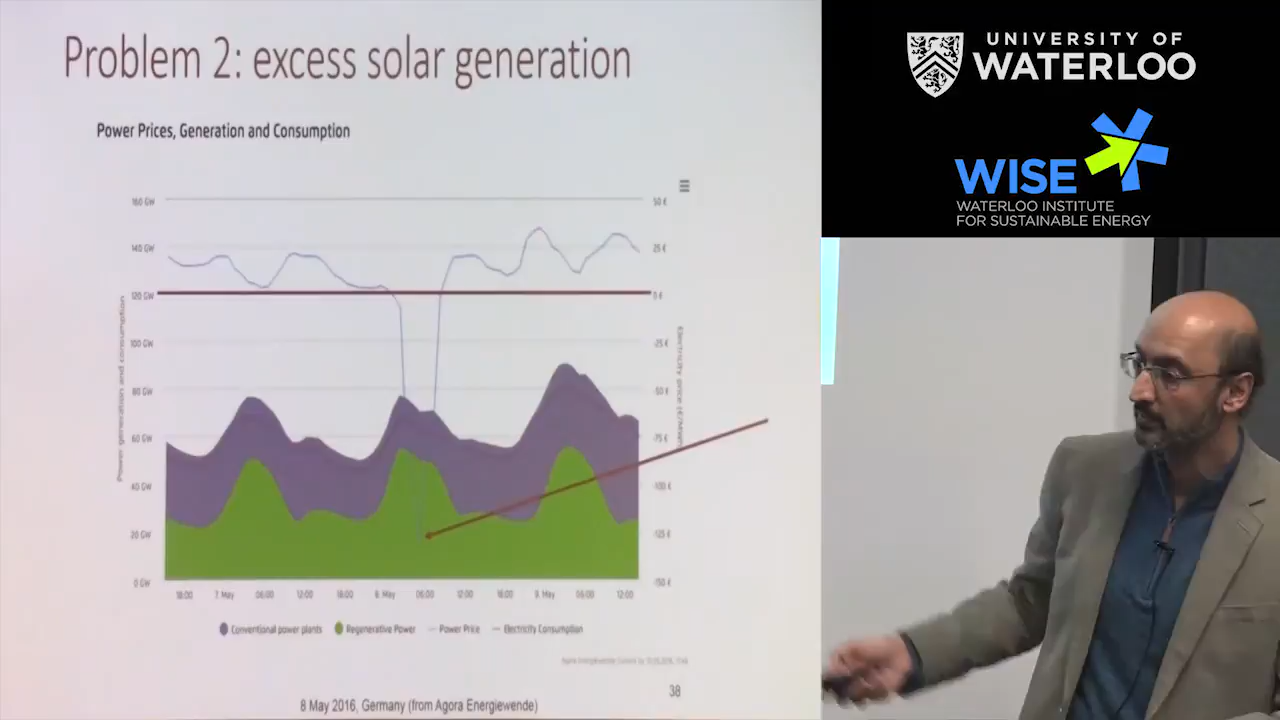 Problem 2: excess solar generation
Power Prices, Generation and Consumption
160 GW
140 GW
120 GW
100 GW
80 GW
60 GW
40 GW
20 GW
0 GW
Power generation and consumption
50 €
25 €
0 €
-25 €
-50 €
-75 €
-100 €
-125 €
-150 €
18:00 7. May 06:00 12:00 18:00 8. May 06:00 12:00 18:00 9. May 06:00 12:00
Conventional power plants Regenerative Power Power Price Electricity Consumption
38
8 May 2016, Germany (from Agora Energiewende)
UNIVERSITY OF
WATERLOO
WISE
WATERLOO INSTITUTE
FOR SUSTAINABLE ENERGY